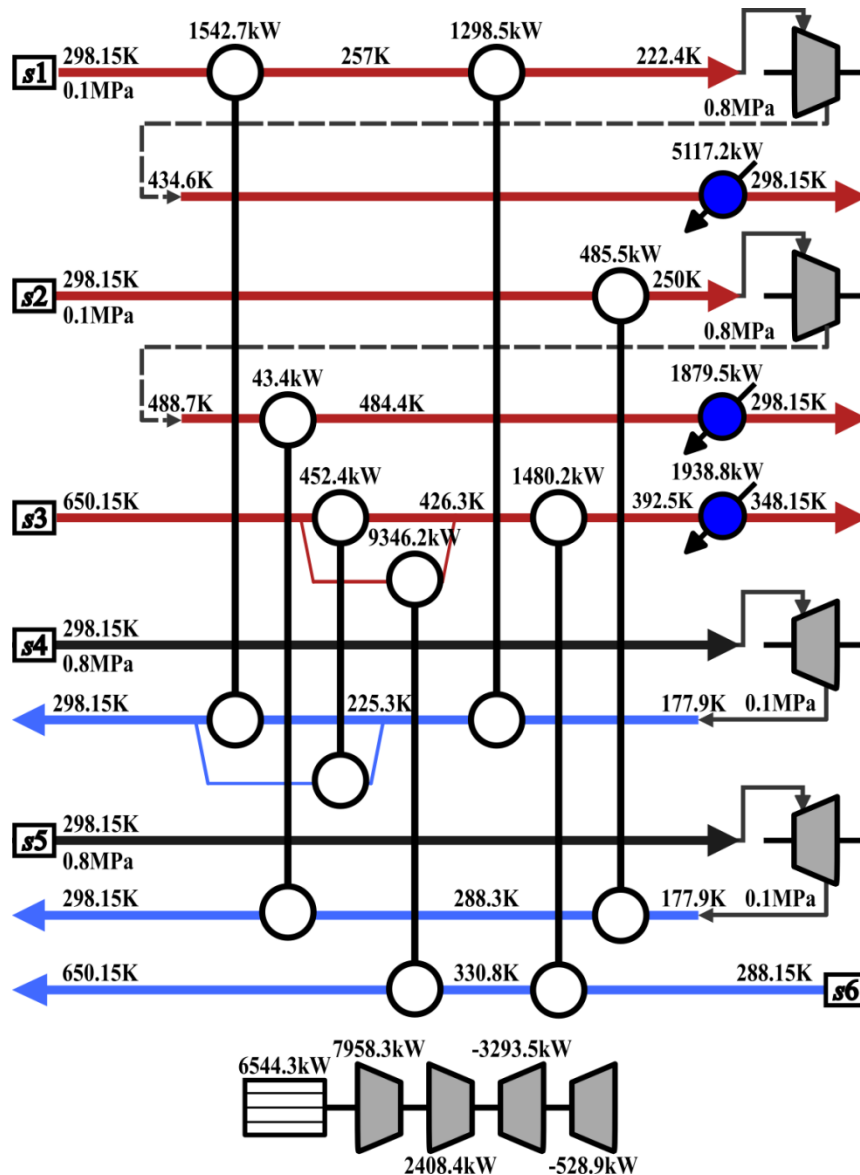 1542.7kW 1298.5kW
s1 298.15K 257K 222.4K
0.1MPa 0.8MPa
5117.2kW
434.6K 298.15K
485.5kW
s2 298.15K 250K
0.1MPa 0.8MPa
43.4kW 1879.5kW
488.7K 484.4K 298.15K
452.4kW 1480.2kW 1938.8kW
s3 650.15K 426.3K 392.5K 348.15K
9346.2kW
s4 298.15K
0.8MPa
298.15K 225.3K 177.9K 0.1MPa
s5 298.15K
0.8MPa
298.15K 288.3K 177.9K 0.1MPa
650.15K 330.8K 288.15K s6
7958.3kW -3293.5kW
6544.3kW
2408.4kW -528.9kW